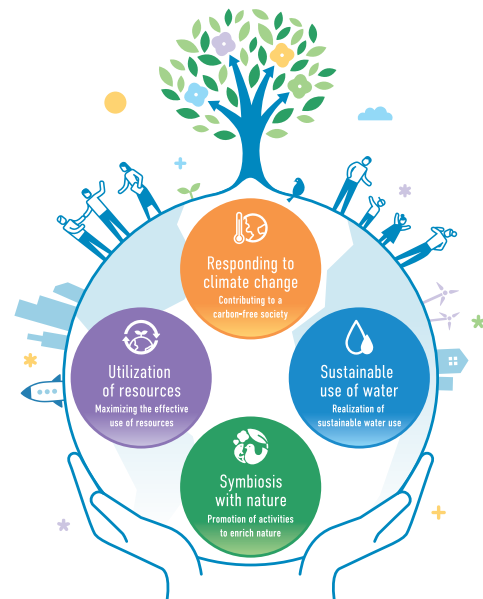 Responding to
climate change
Contributing to a
carbon-free society
Utilization
of resources
Maximizing the effective
use of resources
Sustainable
use of water
Realization of
sustainable water use
Symbiosis
with nature
Promotion of activities
to enrich nature